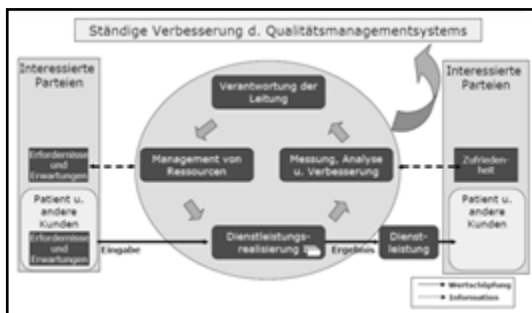 Ständige Verbesserung d. Qualitätsmanagementsystems
Interessierte
Parteien
Erfordernisse
und
Erwartungen
Patient u.
andere
Kunden
Erfordernisse
und
Erwartungen
Eingabe
Verantwortung der
Leitung
Management von
Ressourcen
Messung, Analyse
u. Verbesserung
Dienstleistungs-
realisierung
Ergebnis
Dienst-
leistung
Interessierte
Parteien
Zufrieden-
heit
Patient u.
andere
Kunden
Wertschöpfung
Information